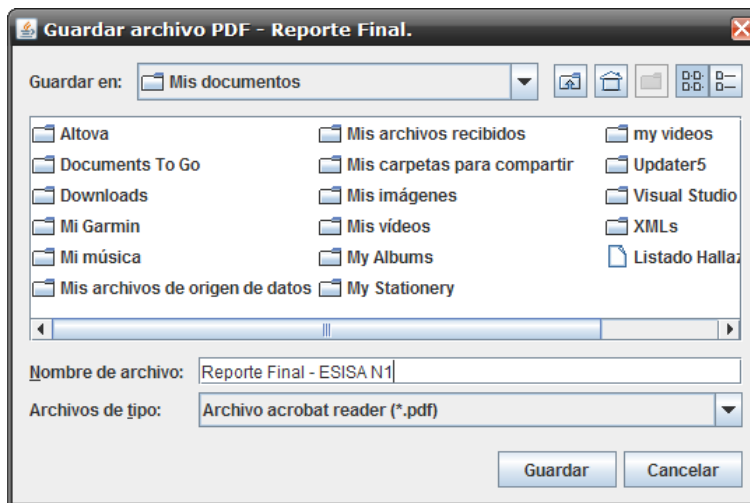 Guardar archivo PDF - Reporte Final.
Guardar en: Mis documentos
Altova Mis archivos recibidos my videos
Documents To Go Mis carpetas para compartir Updater5
Downloads Mis imágenes Visual Studio
Mi Garmin Mis vídeos XMLs
Mi música My Albums Listado Hallaz
Mis archivos de origen de datos My Stationery
Nombre de archivo: Reporte Final - ESISA N1
Archivos de tipo: Archivo acrobat reader (*.pdf)
Guardar Cancelar